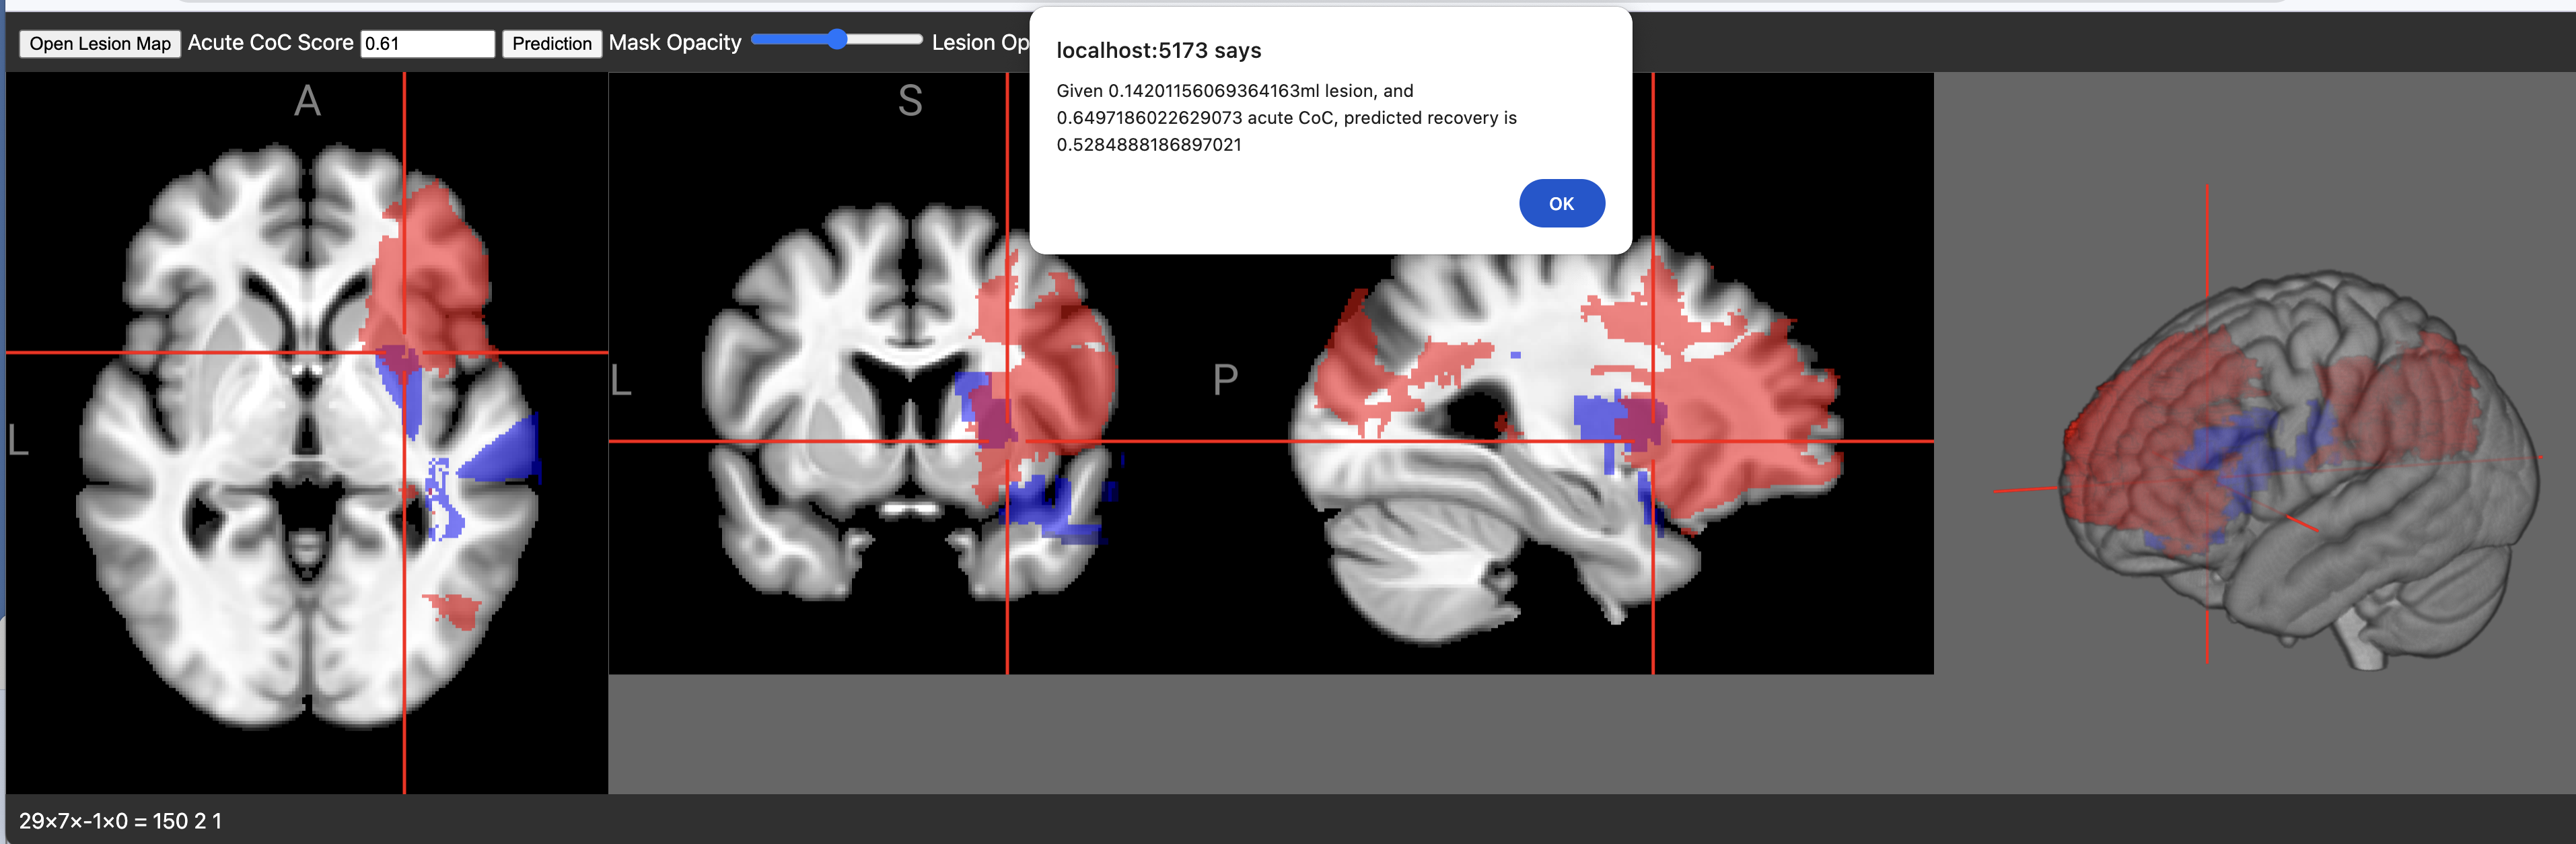 Open Lesion Map Acute CoC Score 0.61 Prediction Mask Opacity Lesion Op
localhost:5173 says
Given 0.14201156069364163ml lesion, and
0.6497186022629073 acute CoC, predicted recovery is
0.5284888186897021
OK
A
S
L
L
P
29×7×-1×0 = 150 2 1